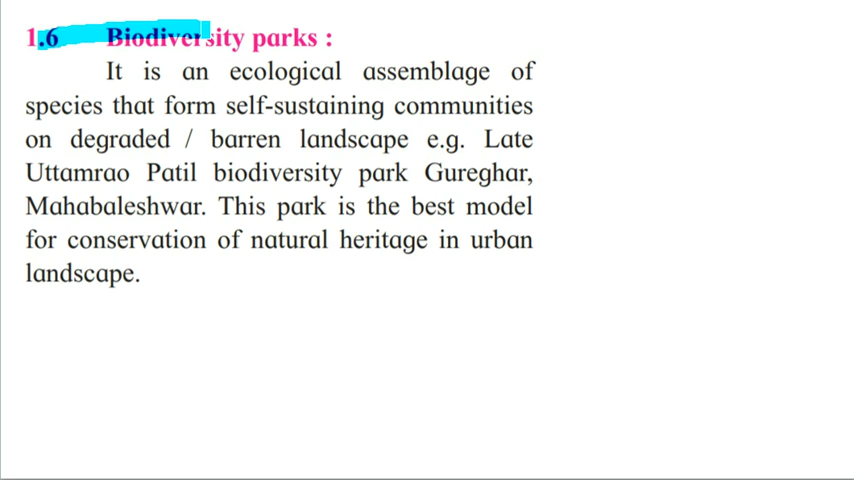 1.6 Biodiversity parks :
It is an ecological assemblage of
species that form self-sustaining communities
on degraded / barren landscape e.g. Late
Uttamrao Patil biodiversity park Gureghar,
Mahabaleshwar. This park is the best model
for conservation of natural heritage in urban
landscape.